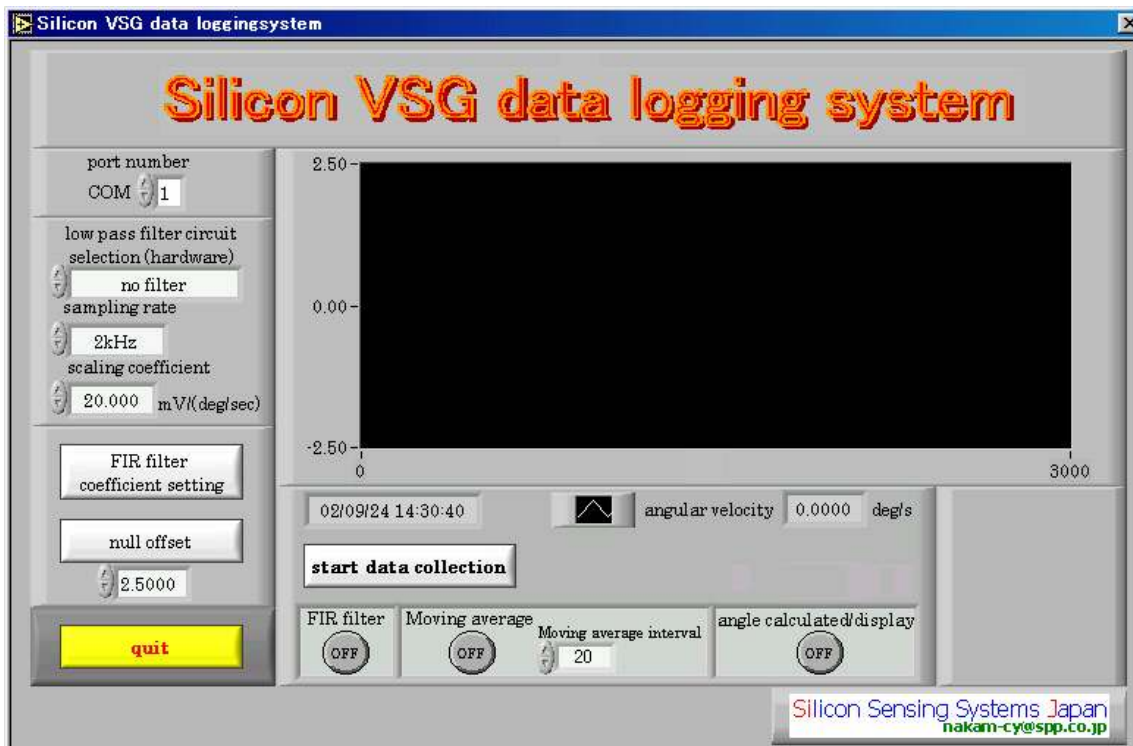 Silicon VSG data loggingsystem
Silicon VSG data logging system
port number
COM 1
low pass filter circuit
selection (hardware)
no filter
sampling rate
2kHz
scaling coefficient
20.000 mV/(deg/sec)
FIR filter
coefficient setting
null offset
2.5000
quit
2.50
0.00
-2.50
0 3000
02/09/24 14:30:40 angular velocity 0.0000 deg/s
start data collection
FIR filter
OFF
Moving average
OFF
Moving average interval
20
angle calculated/display
OFF
Silicon Sensing Systems Japan
nakam-cy@spp.co.jp